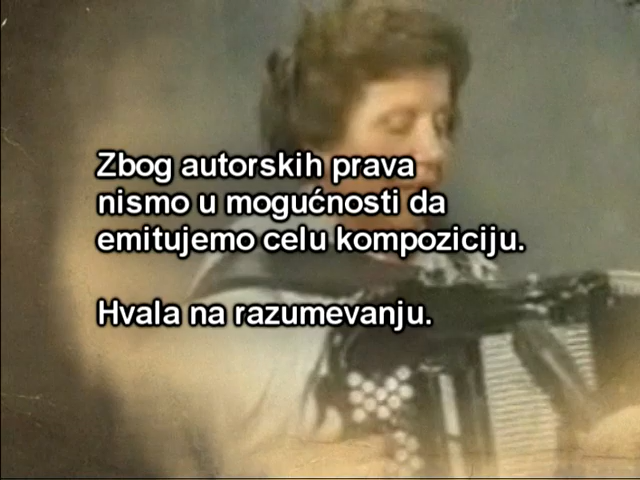 Zbog autorskih prava
nismo u mogućnosti da
emitujemo celu kompoziciju.
Hvala na razumevanju.